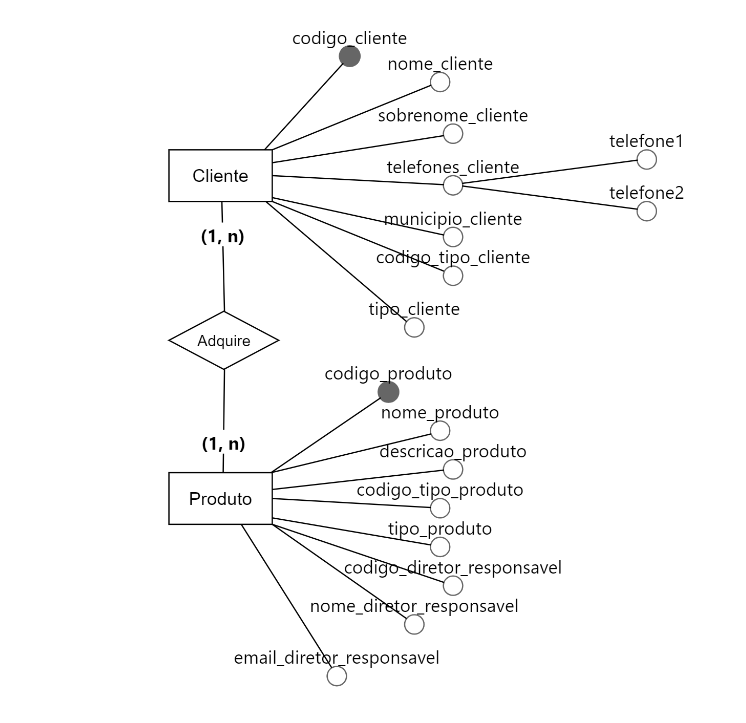 codigo_cliente
nome_cliente
sobrenome_cliente
telefones_cliente
telefone1
telefone2
Cliente
municipio_cliente
codigo_tipo_cliente
tipo_cliente
(1, n)
Adquire
(1, n)
codigo_produto
nome_produto
descricao_produto
codigo_tipo_produto
Produto
tipo_produto
codigo_diretor_responsavel
nome_diretor_responsavel
email_diretor_responsavel